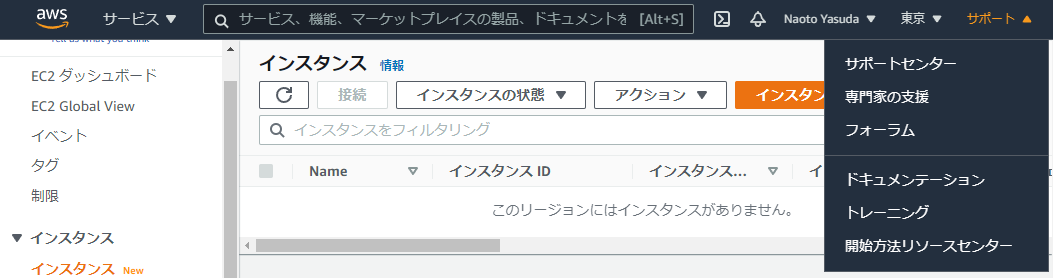 aws サービス サービス、機能、マーケットプレイスの製品、ドキュメントを [Alt+S] Naoto Yasuda 東京 サポート
Tell us what you think
EC2 ダッシュボード
EC2 Global View
イベント
タグ
制限
インスタンス
インスタンス New
インスタンス 情報
接続 インスタンスの状態 アクション インスタン
インスタンスをフィルタリング
Name インスタンス ID インスタンス... イ
このリージョンにはインスタンスがありません。
サポートセンター
専門家の支援
フォーラム
ドキュメンテーション
トレーニング
開始方法リソースセンター